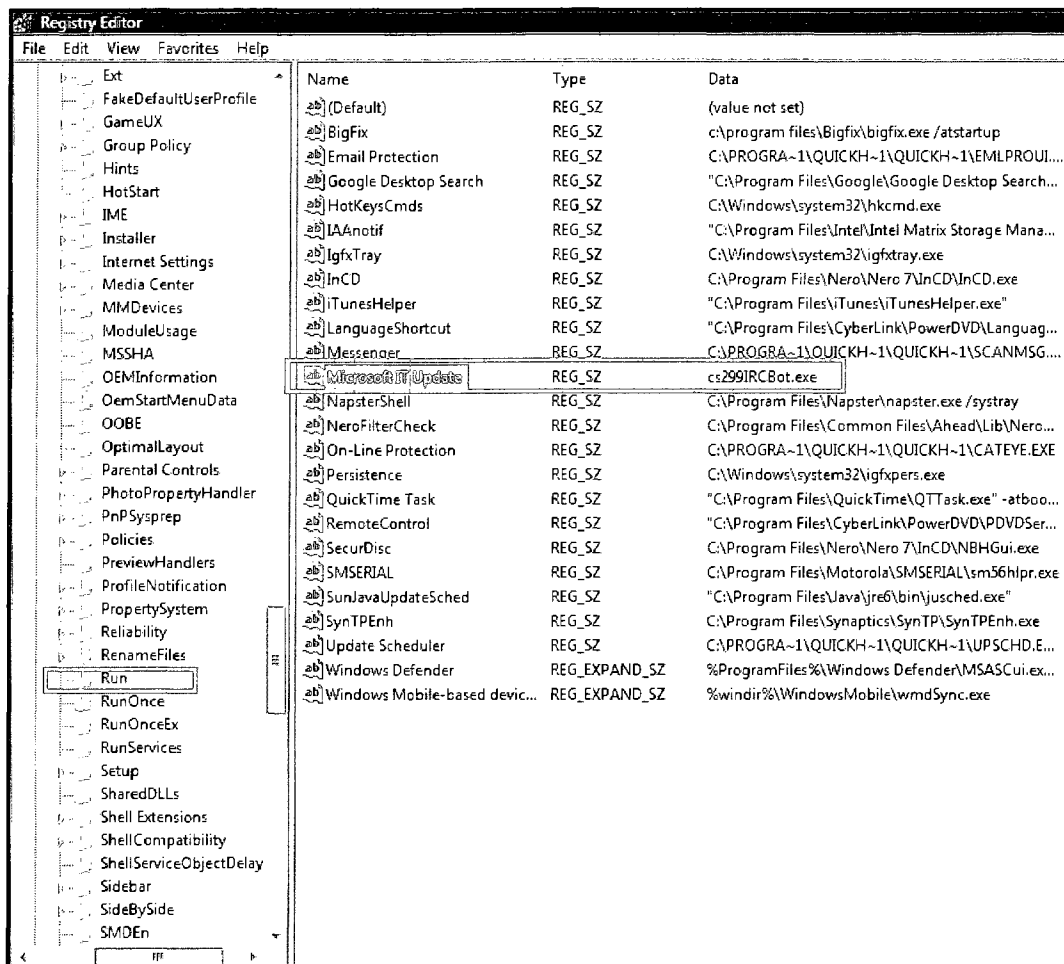 Registry Editor
File Edit View Favorites Help
Ext
FakeDefaultUserProfile
GameUX
Group Policy
Hints
HotStart
IME
Installer
Internet Settings
Media Center
MMDevices
ModuleUsage
MSSHA
OEMInformation
OemStartMenuData
OOBE
OptimalLayout
Parental Controls
PhotoPropertyHandler
PnPSysprep
Policies
PreviewHandlers
ProfileNotification
PropertySystem
Reliability
RenameFiles
Run
RunOnce
RunOnceEx
RunServices
Setup
SharedDLLs
Shell Extensions
ShellCompatibility
ShellServiceObjectDelay
Sidebar
SideBySide
SMDEn
Name Type Data
(Default) REG_SZ (value not set)
BigFix REG_SZ c:\program files\Bigfix\bigfix.exe /atstartup
Email Protection REG_SZ C:\PROGRA~1\QUICKH~1\QUICKH~1\EMLPROUI....
Google Desktop Search REG_SZ "C:\Program Files\Google\Google Desktop Search...
HotKeysCmds REG_SZ C:\Windows\system32\hkcmd.exe
IAAnotif REG_SZ "C:\Program Files\Intel\Intel Matrix Storage Mana...
IgfxTray REG_SZ C:\Windows\system32\igfxtray.exe
InCD REG_SZ C:\Program Files\Nero\Nero 7\InCD\InCD.exe
iTunesHelper REG_SZ "C:\Program Files\iTunes\iTunesHelper.exe"
LanguageShortcut REG_SZ "C:\Program Files\CyberLink\PowerDVD\Languag...
Messenger REG_SZ C:\PROGRA~1\QUICKH~1\QUICKH~1\SCANMSG....
Microsoft IT Update REG_SZ cs299IRCBot.exe
NapsterShell REG_SZ C:\Program Files\Napster\napster.exe /systray
NeroFilterCheck REG_SZ C:\Program Files\Common Files\Ahead\Lib\Nero...
On-Line Protection REG_SZ C:\PROGRA~1\QUICKH~1\QUICKH~1\CATEYE.EXE
Persistence REG_SZ C:\Windows\system32\igfxpers.exe
QuickTime Task REG_SZ "C:\Program Files\QuickTime\QTTask.exe" -atboo...
RemoteControl REG_SZ "C:\Program Files\CyberLink\PowerDVD\PDVDSer...
SecurDisc REG_SZ C:\Program Files\Nero\Nero 7\InCD\NBHGui.exe
SMSERIAL REG_SZ C:\Program Files\Motorola\SMSERIAL\sm56hlpr.exe
SunJavaUpdateSched REG_SZ "C:\Program Files\Java\jre6\bin\jusched.exe"
SynTPEnh REG_SZ C:\Program Files\Synaptics\SynTP\SynTPEnh.exe
Update Scheduler REG_SZ C:\PROGRA~1\QUICKH~1\QUICKH~1\UPSCHD.E...
Windows Defender REG_EXPAND_SZ %ProgramFiles%\Windows Defender\MSASCui.ex...
Windows Mobile-based devic... REG_EXPAND_SZ %windir%\WindowsMobile\wmdSync.exe